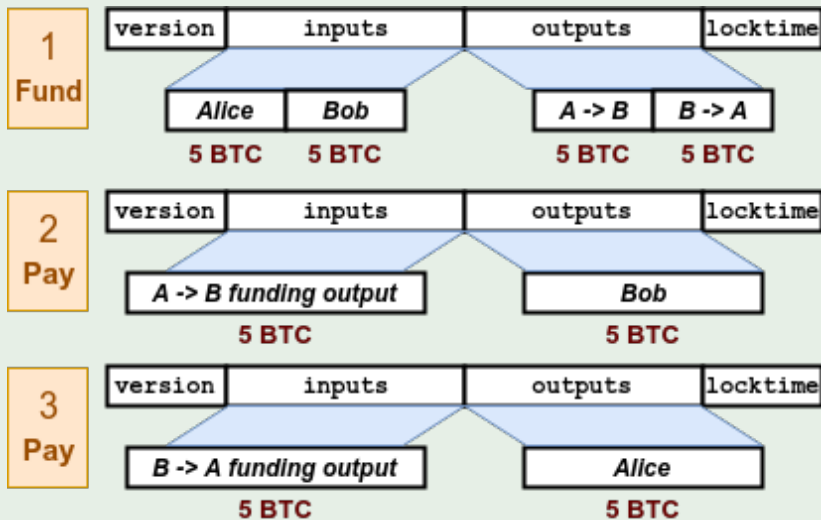 1
Fund
version inputs outputs locktime
Alice Bob A -> B B -> A
5 BTC 5 BTC 5 BTC 5 BTC
2
Pay
version inputs outputs locktime
A -> B funding output Bob
5 BTC 5 BTC
3
Pay
version inputs outputs locktime
B -> A funding output Alice
5 BTC 5 BTC